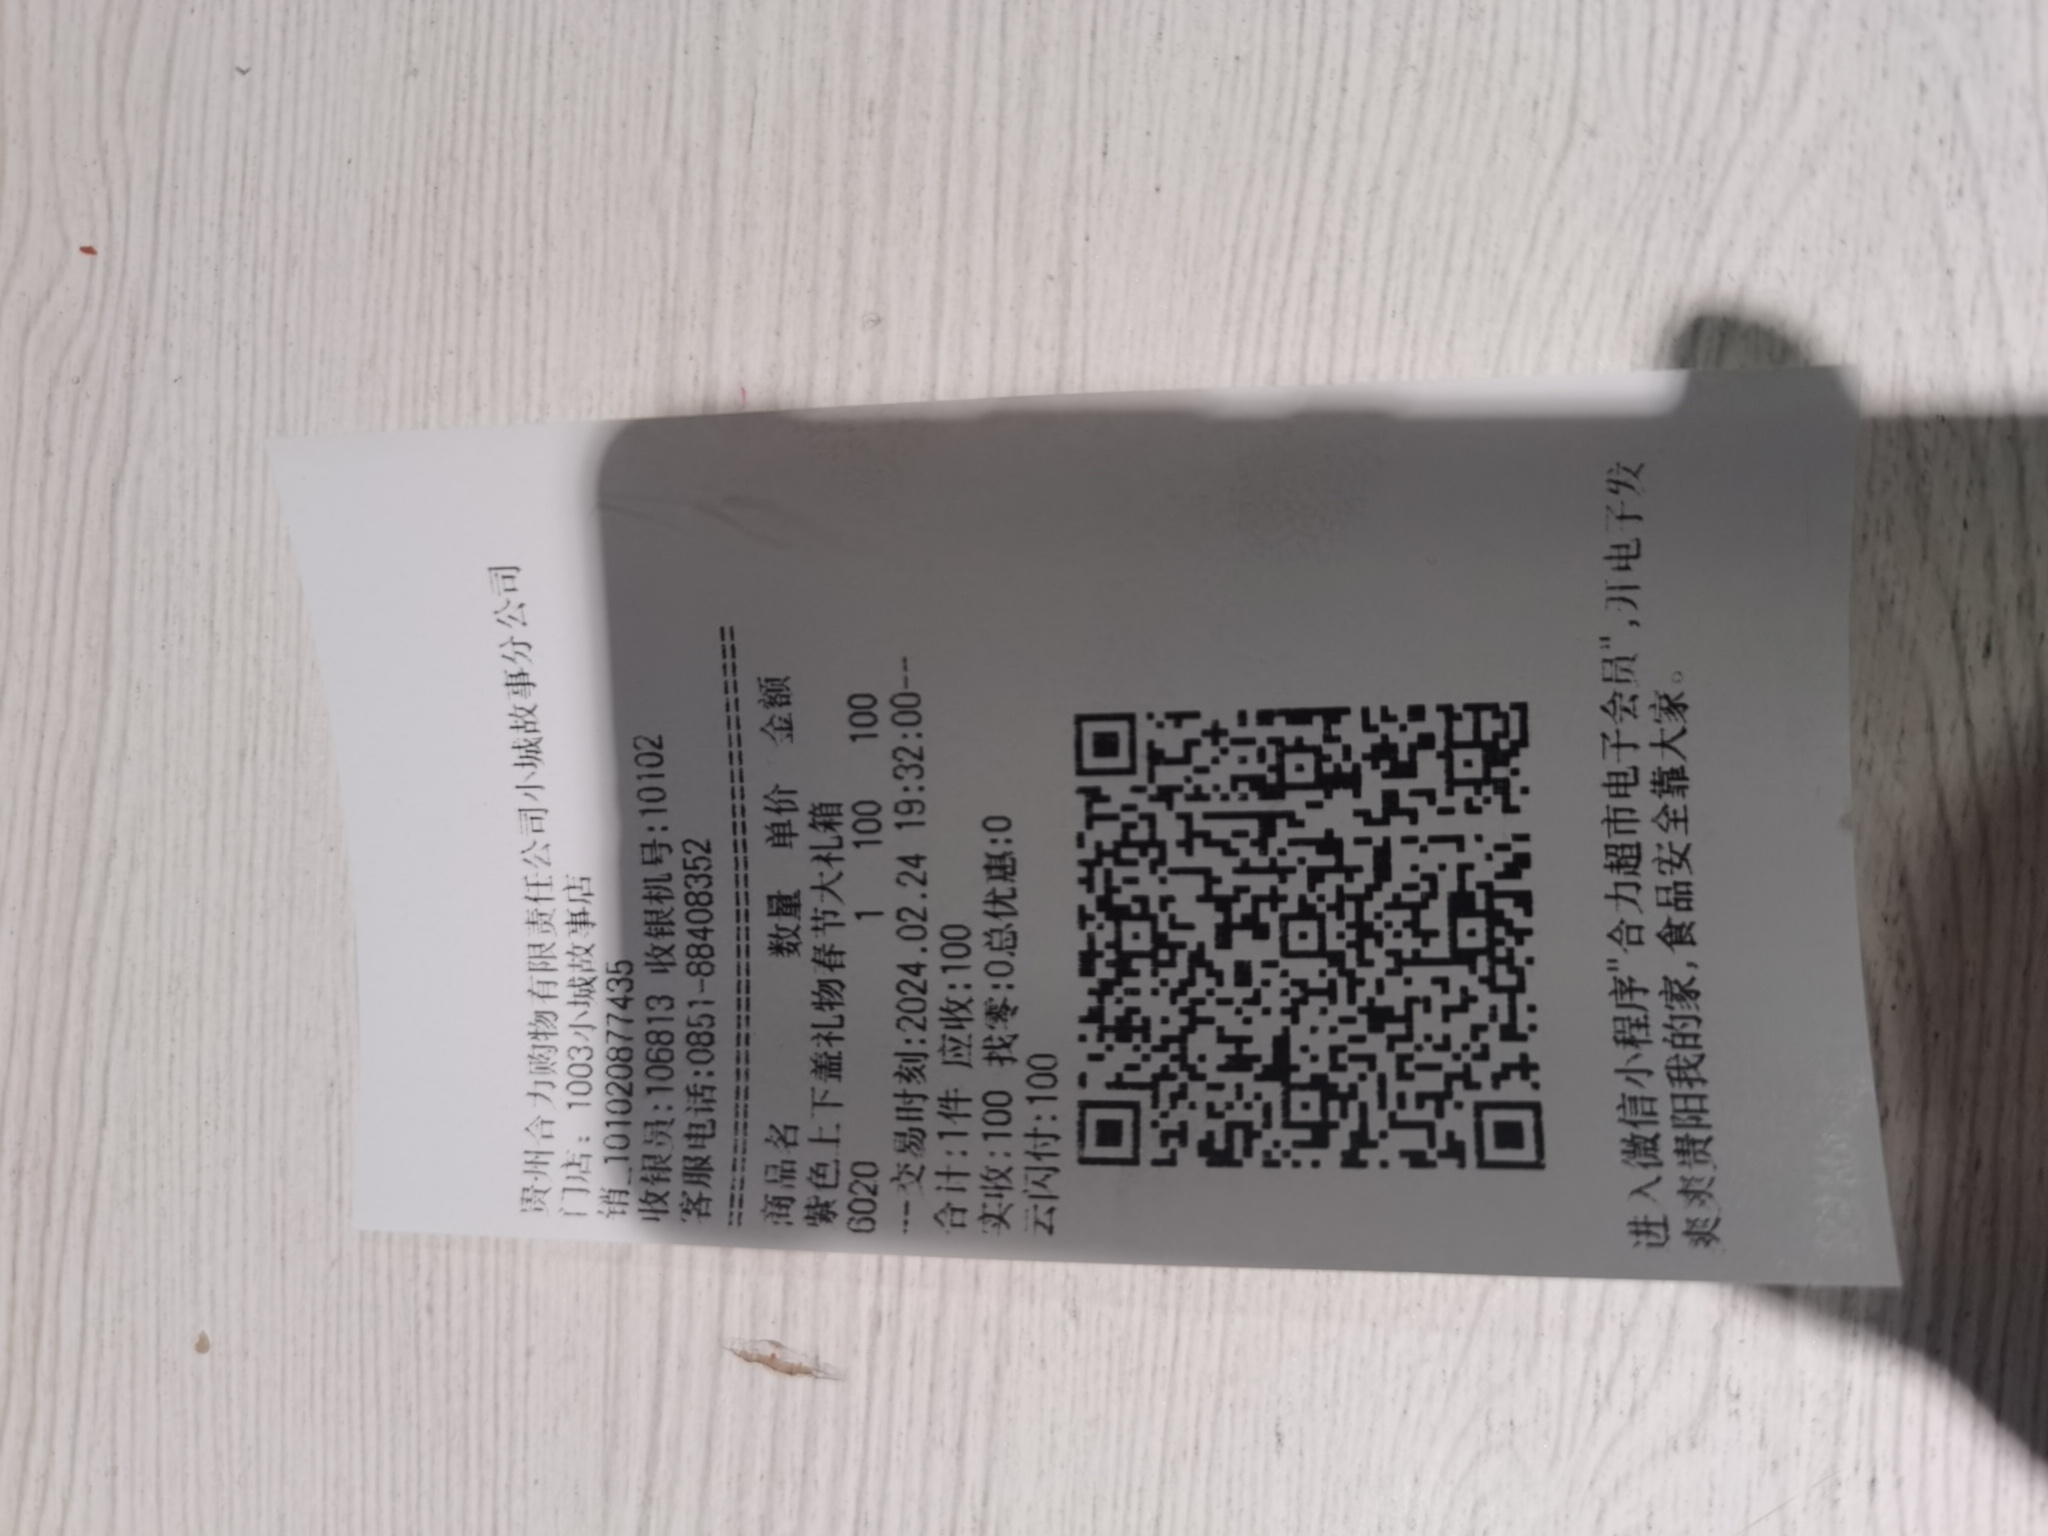 贵州合力购物有限责任公司小城故事分公司
门店：1003小城故事店
销_1010208774​35
收银员:106813 收银机号:10102
客服电话:0851-88408352
================================
商品名 数量 单价 金额
紫色上下盖礼物春节大礼箱
6020 1 100 100
---交易时刻:2024.02.24 19:32:00---
合计:1件 应收:100
实收:100 找零:0总优惠:0
云闪付:100
进入微信小程序"合力超市电子会员",开电子发
爽爽贵阳我的家,食品安全靠大家。